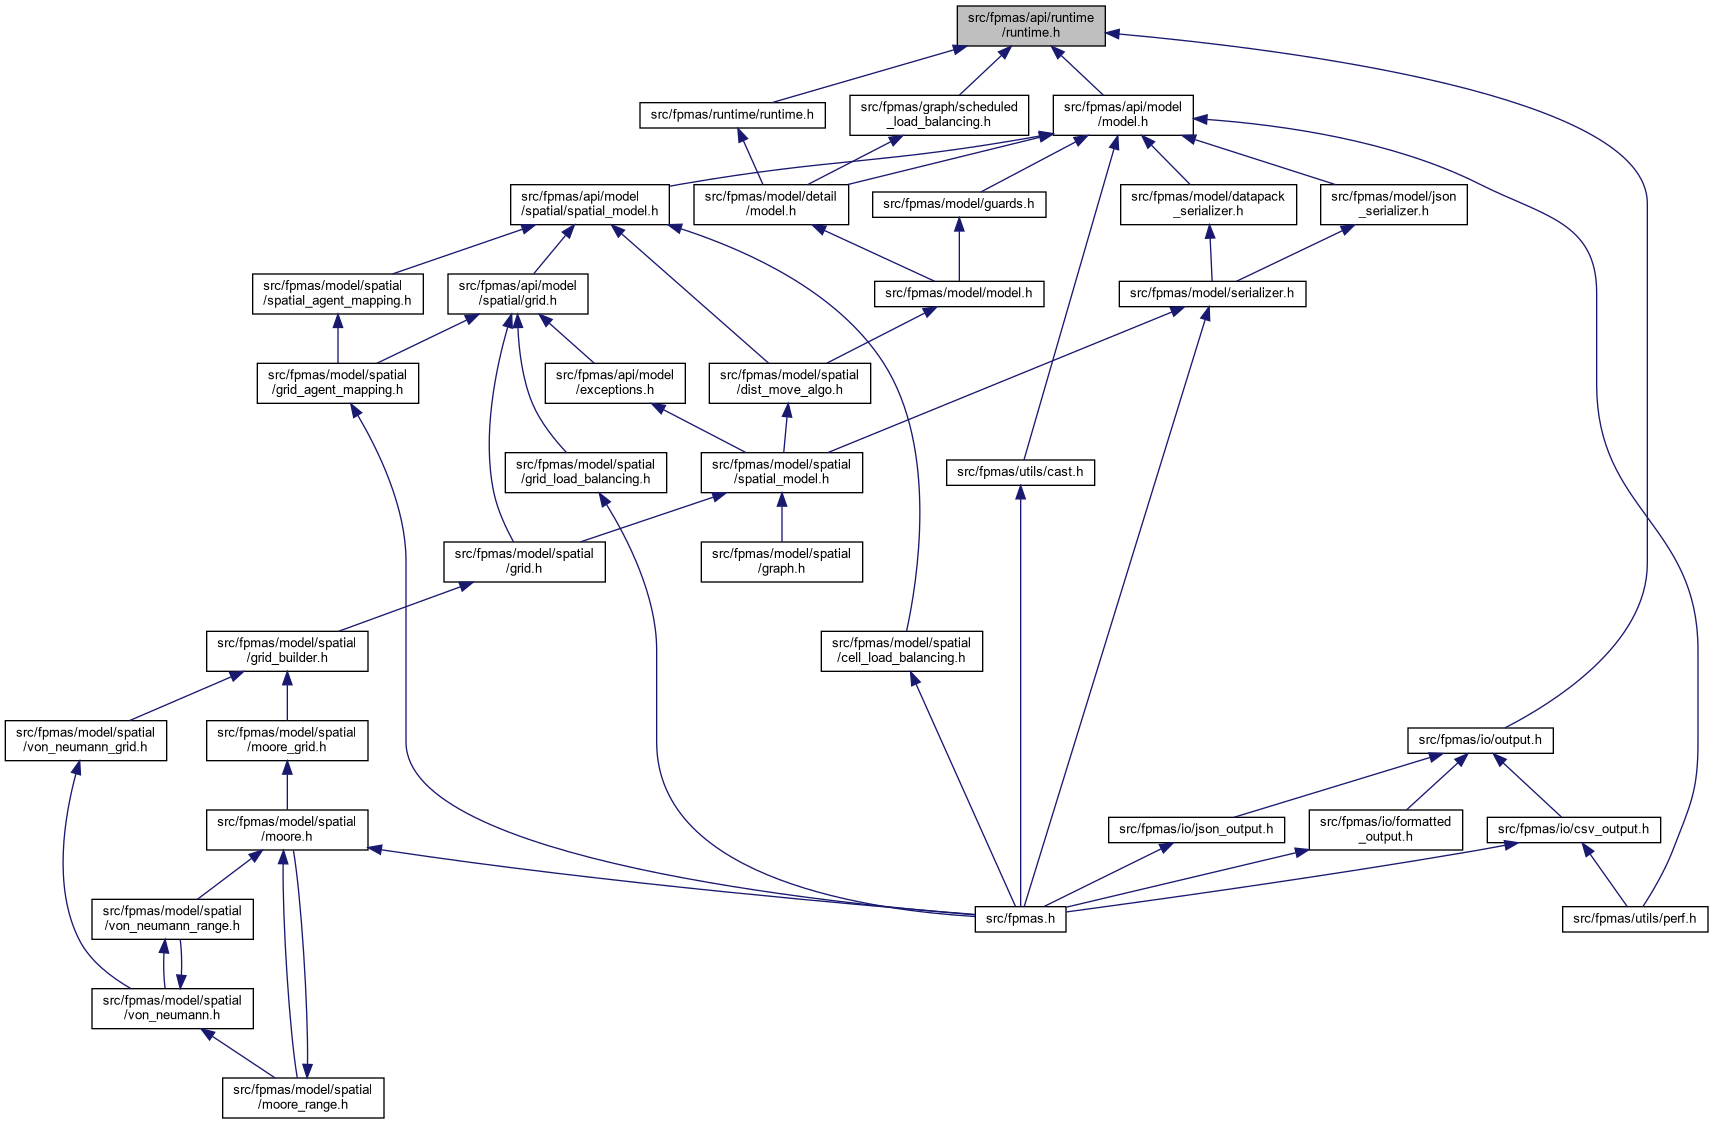 src/fpmas/api/runtime
/runtime.h
src/fpmas/runtime/runtime.h
src/fpmas/graph/scheduled
_load_balancing.h
src/fpmas/api/model
/model.h
src/fpmas/api/model
/spatial/spatial_model.h
src/fpmas/model/detail
/model.h
src/fpmas/model/guards.h
src/fpmas/model/datapack
_serializer.h
src/fpmas/model/json
_serializer.h
src/fpmas/model/spatial
/spatial_agent_mapping.h
src/fpmas/api/model
/spatial/grid.h
src/fpmas/model/model.h
src/fpmas/model/serializer.h
src/fpmas/model/spatial
/grid_agent_mapping.h
src/fpmas/api/model
/exceptions.h
src/fpmas/model/spatial
/dist_move_algo.h
src/fpmas/model/spatial
/grid_load_balancing.h
src/fpmas/model/spatial
/spatial_model.h
src/fpmas/utils/cast.h
src/fpmas/model/spatial
/grid.h
src/fpmas/model/spatial
/graph.h
src/fpmas/model/spatial
/grid_builder.h
src/fpmas/model/spatial
/cell_load_balancing.h
src/fpmas/model/spatial
/von_neumann_grid.h
src/fpmas/model/spatial
/moore_grid.h
src/fpmas/io/output.h
src/fpmas/model/spatial
/moore.h
src/fpmas/io/json_output.h
src/fpmas/io/formatted
_output.h
src/fpmas/io/csv_output.h
src/fpmas/model/spatial
/von_neumann_range.h
src/fpmas.h
src/fpmas/utils/perf.h
src/fpmas/model/spatial
/von_neumann.h
src/fpmas/model/spatial
/moore_range.h